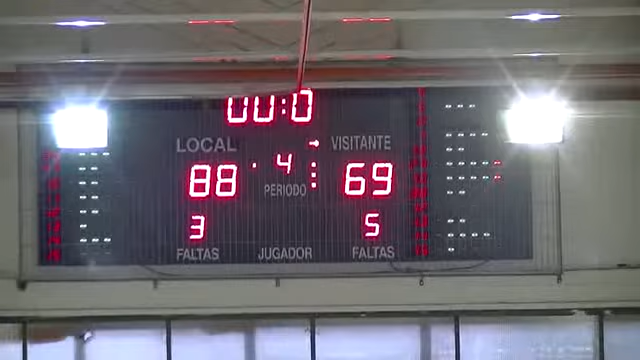 00:0
LOCAL VISITANTE
88 4 69
PERIODO
3 5
FALTAS JUGADOR FALTAS